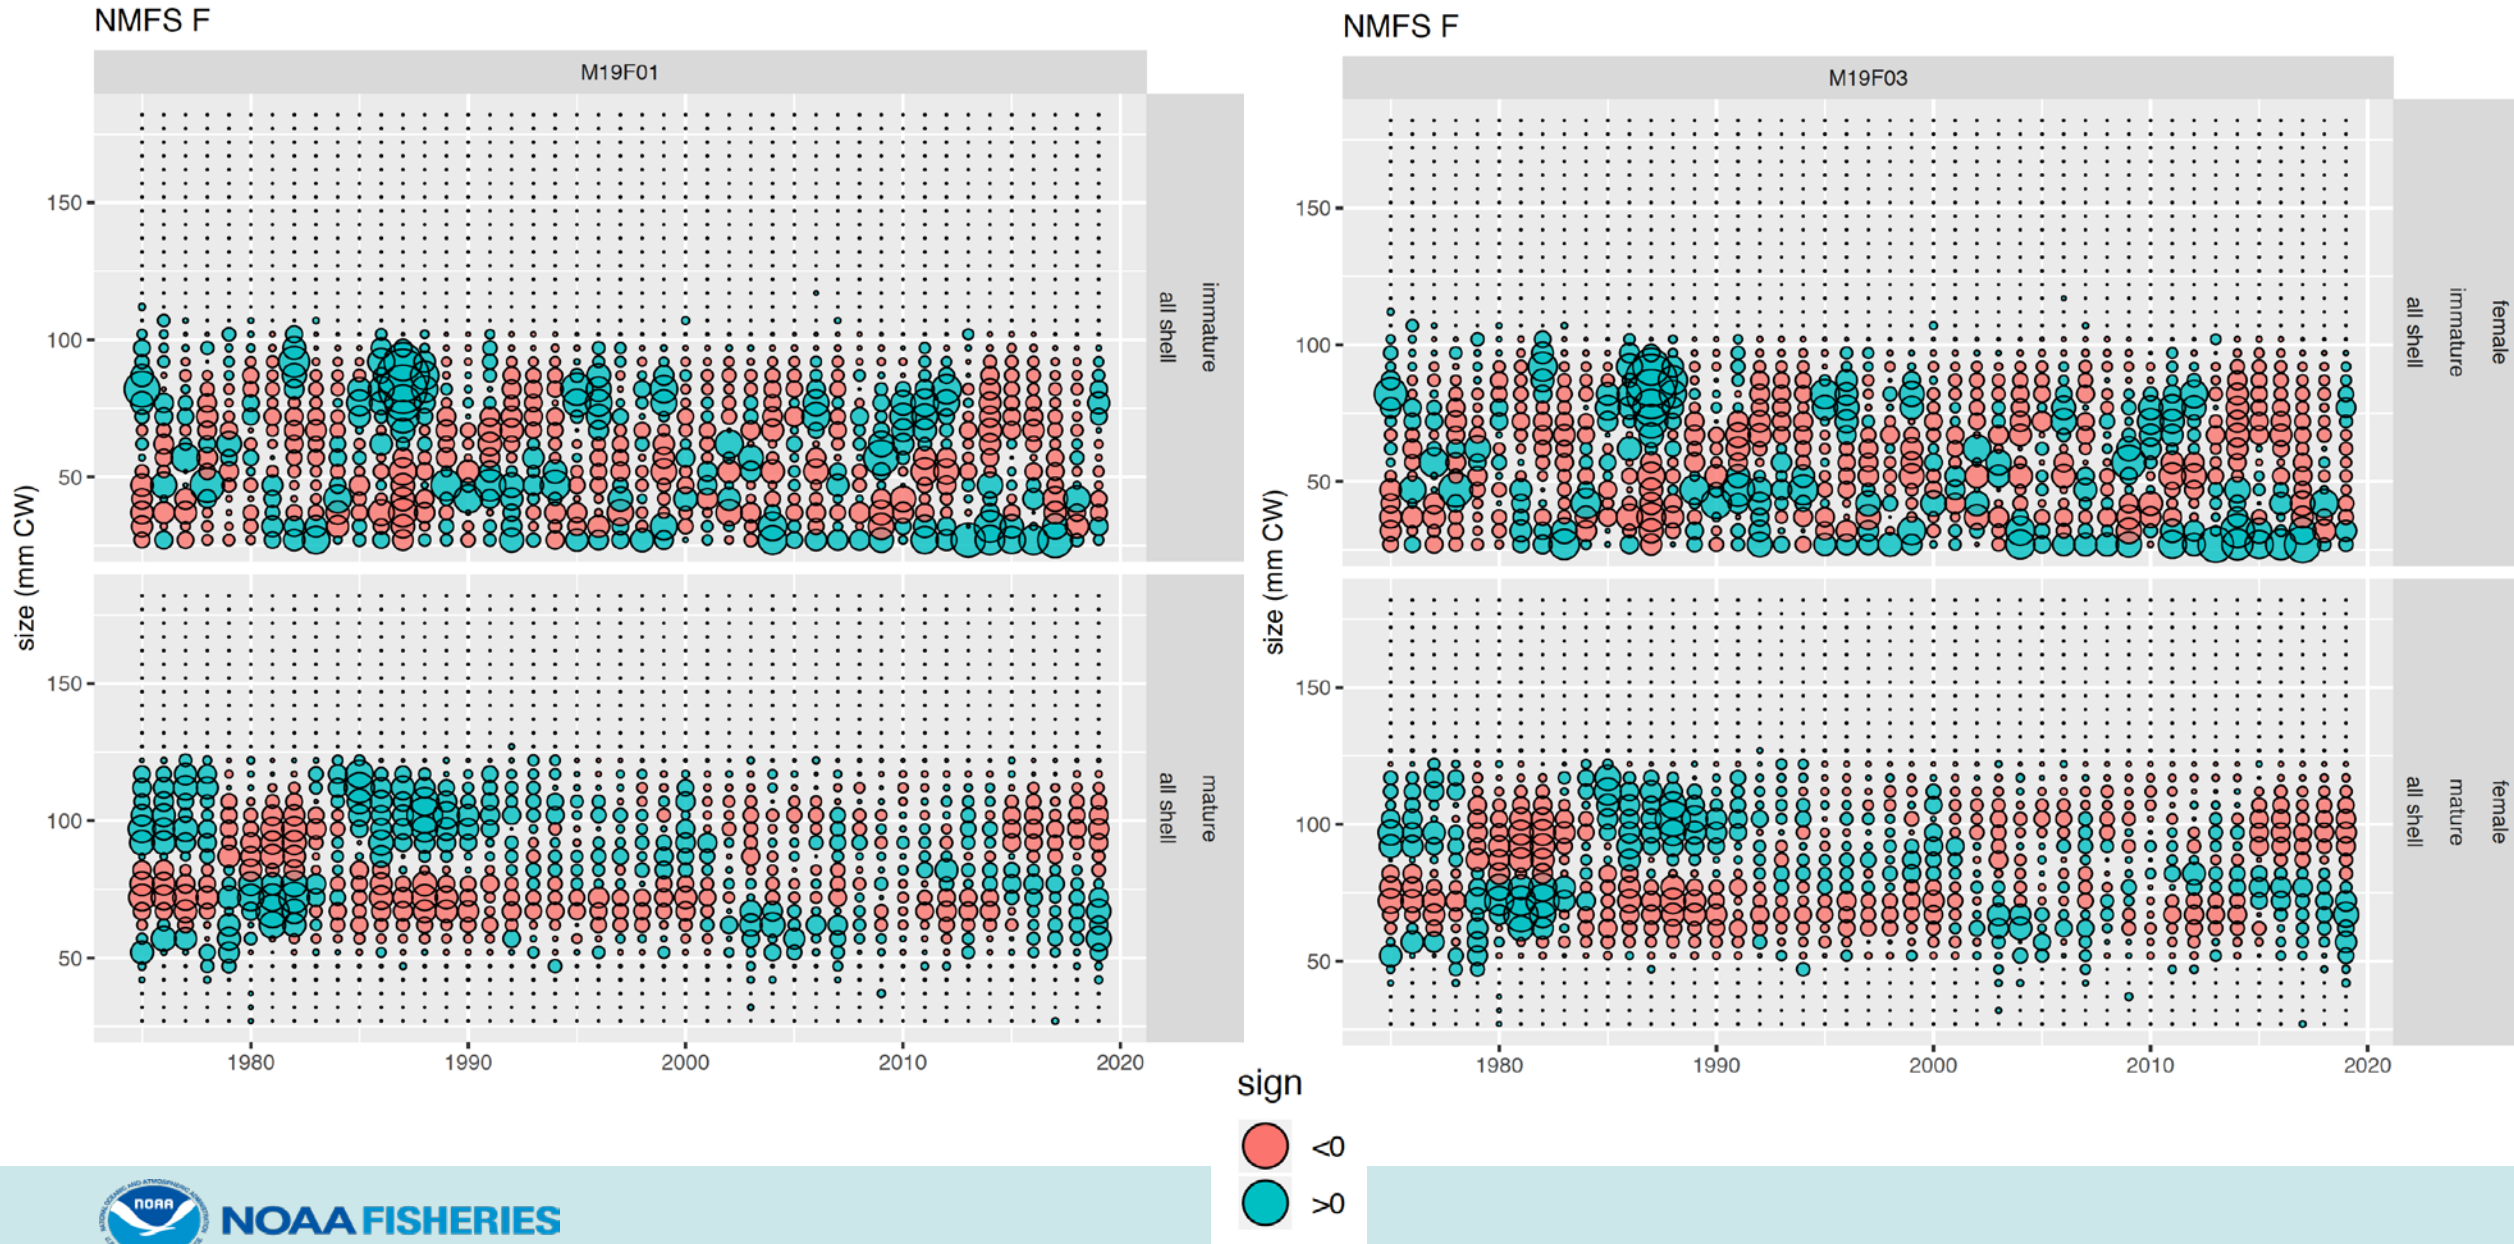 NMFS F
M19F01
150
100
50
immature
all shell
150
100
50
mature
all shell
size (mm CW)
1980
1990
2000
2010
2020
NMFS F
M19F03
150
100
50
female
immature
all shell
150
100
50
female
mature
all shell
size (mm CW)
1980
1990
2000
2010
2020
sign
<0
>0
NOAA
NOAA FISHERIES